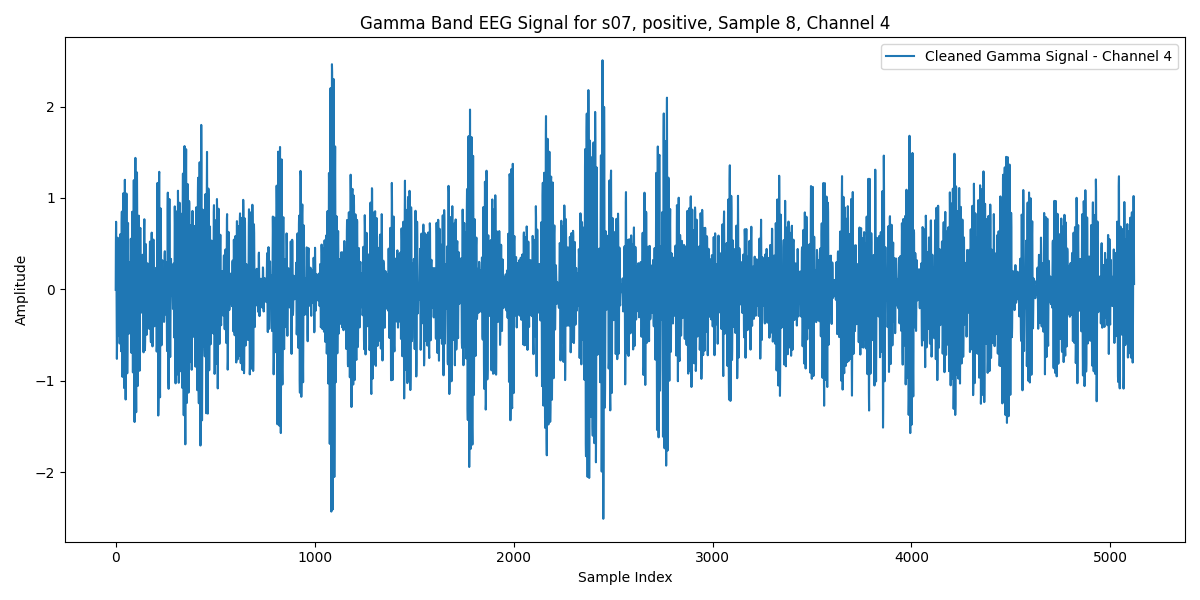 Gamma Band EEG Signal for s07, positive, Sample 8, Channel 4
Cleaned Gamma Signal - Channel 4
Amplitude
2
1
0
−1
−2
0 1000 2000 3000 4000 5000
Sample Index